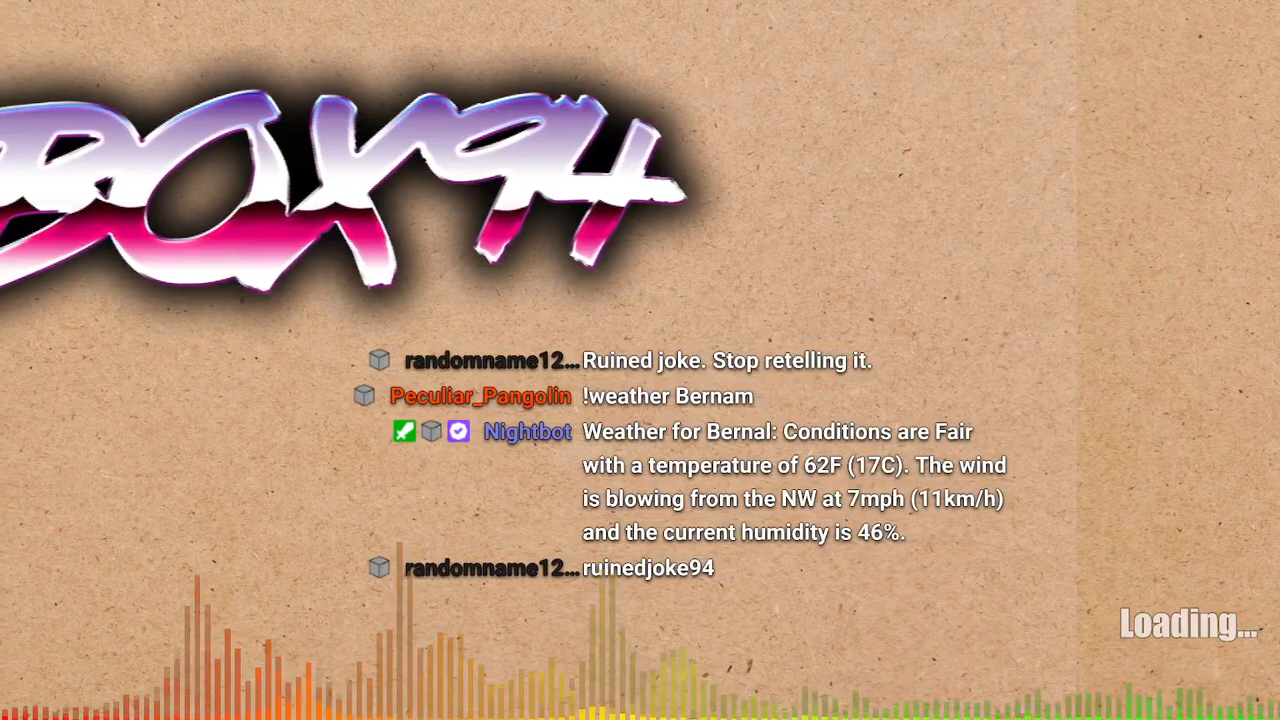 BOX94
randomname12... Ruined joke. Stop retelling it.
Peculiar_Pangolin !weather Bernam
Nightbot Weather for Bernal: Conditions are Fair
with a temperature of 62F (17C). The wind
is blowing from the NW at 7mph (11km/h)
and the current humidity is 46%.
randomname12... ruinedjoke94
Loading...